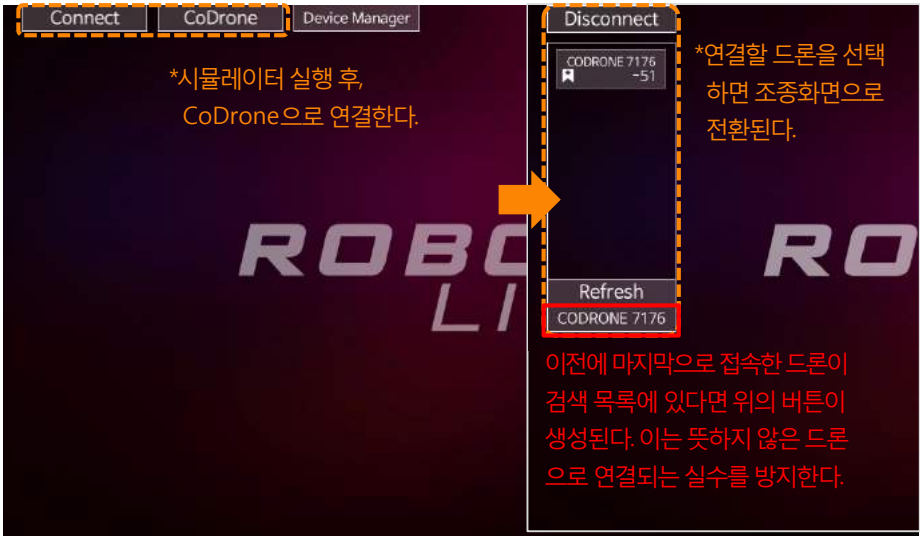 Connect
CoDrone
Device Manager
*시뮬레이터 실행 후,
CoDrone으로 연결한다.
ROBO
LI
Disconnect
CODRONE 7176
-51
*연결할 드론을 선택
하면 조종화면으로
전환된다.
RO
Refresh
CODRONE 7176
이전에 마지막으로 접속한 드론이
검색 목록에 있다면 위의 버튼이
생성된다. 이는 뜻하지 않은 드론
으로 연결되는 실수를 방지한다.